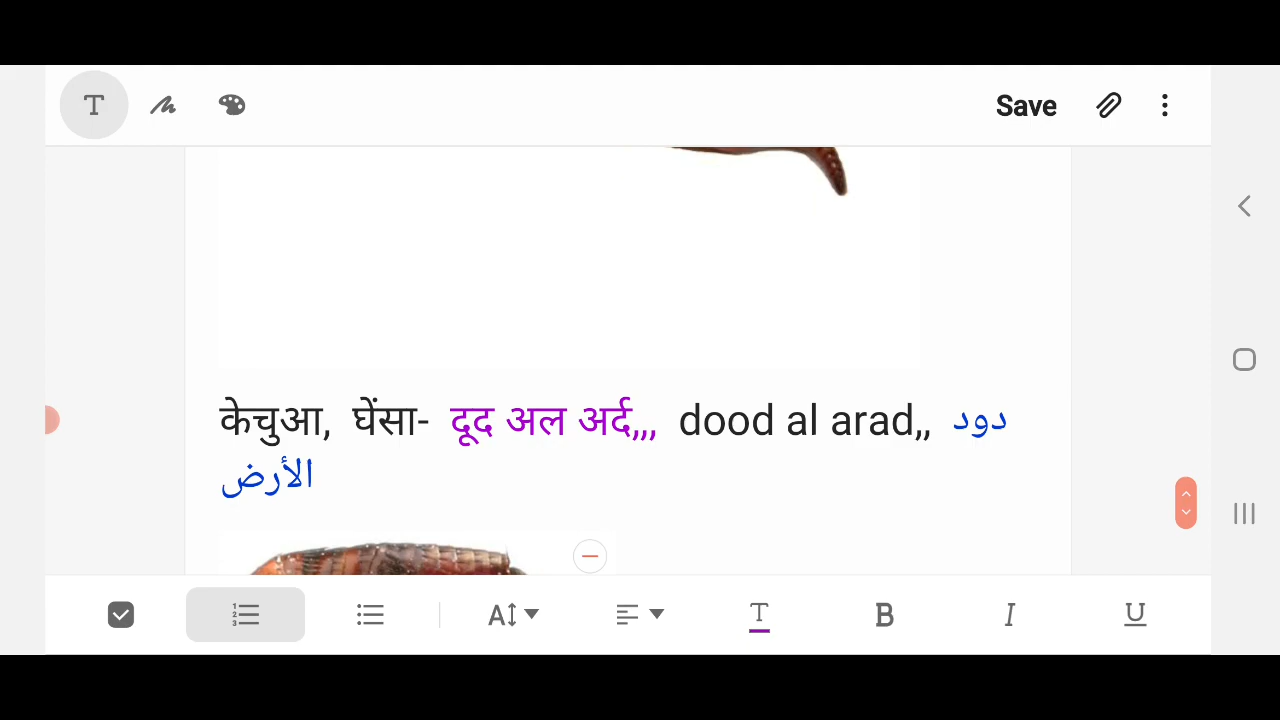 Save
केचुआ, घेंसा- दूद अल अर्द,,, dood al arad,, دود
الأرض